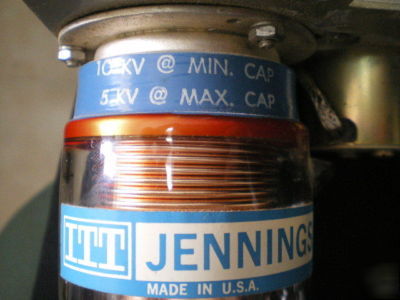 10 KV @ MIN. CAP
5 KV @ MAX. CAP
ITT JENNINGS
MADE IN U.S.A.